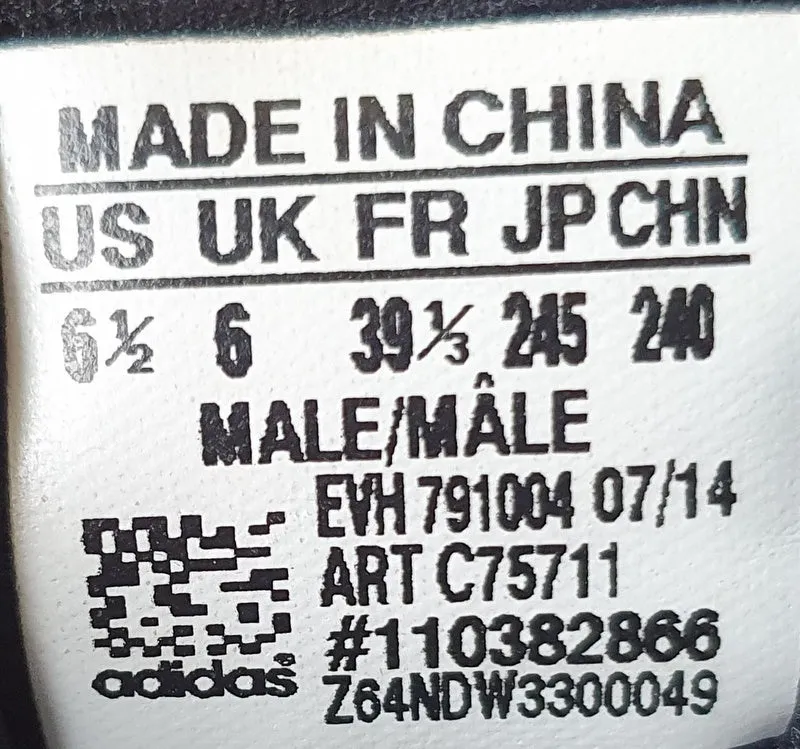 MADE IN CHINA
US UK FR JP CHN
6½ 6 39⅓ 245 240
MALE/MÂLE
EVH 791004 07/14
ART C75711
#110382866
adidas®
Z64NDW3300049